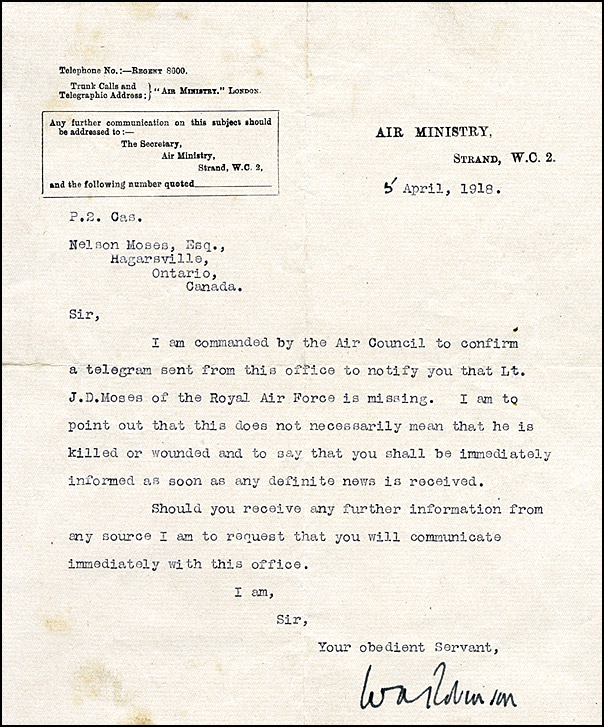 Telephone No.:—REGENT 8000.
Trunk Calls and
Telegraphic Address:} "AIR MINISTRY." LONDON.
Any further communication on this subject should
be addressed to:—
The Secretary,
Air Ministry,
Strand, W.C. 2,
and the following number quoted
AIR MINISTRY,
STRAND, W.C. 2.
5 April, 1918.
P.2. Cas.
Nelson Moses, Esq.,
Hagarsville,
Ontario,
Canada.
Sir,
I am commanded by the Air Council to confirm
a telegram sent from this office to notify you that Lt.
J.D.Moses of the Royal Air Force is missing. I am to
point out that this does not necessarily mean that he is
killed or wounded and to say that you shall be immediately
informed as soon as any definite news is received.
Should you receive any further information from
any source I am to request that you will communicate
immediately with this office.
I am,
Sir,
Your obedient Servant,
W A Robinson